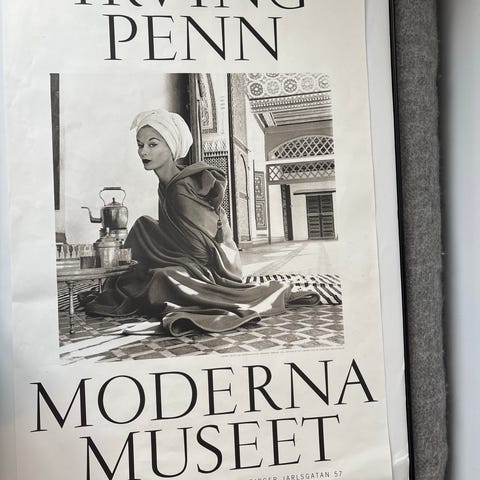 IRVING
PENN
MODERNA
MUSEET
JARLSGATAN 57